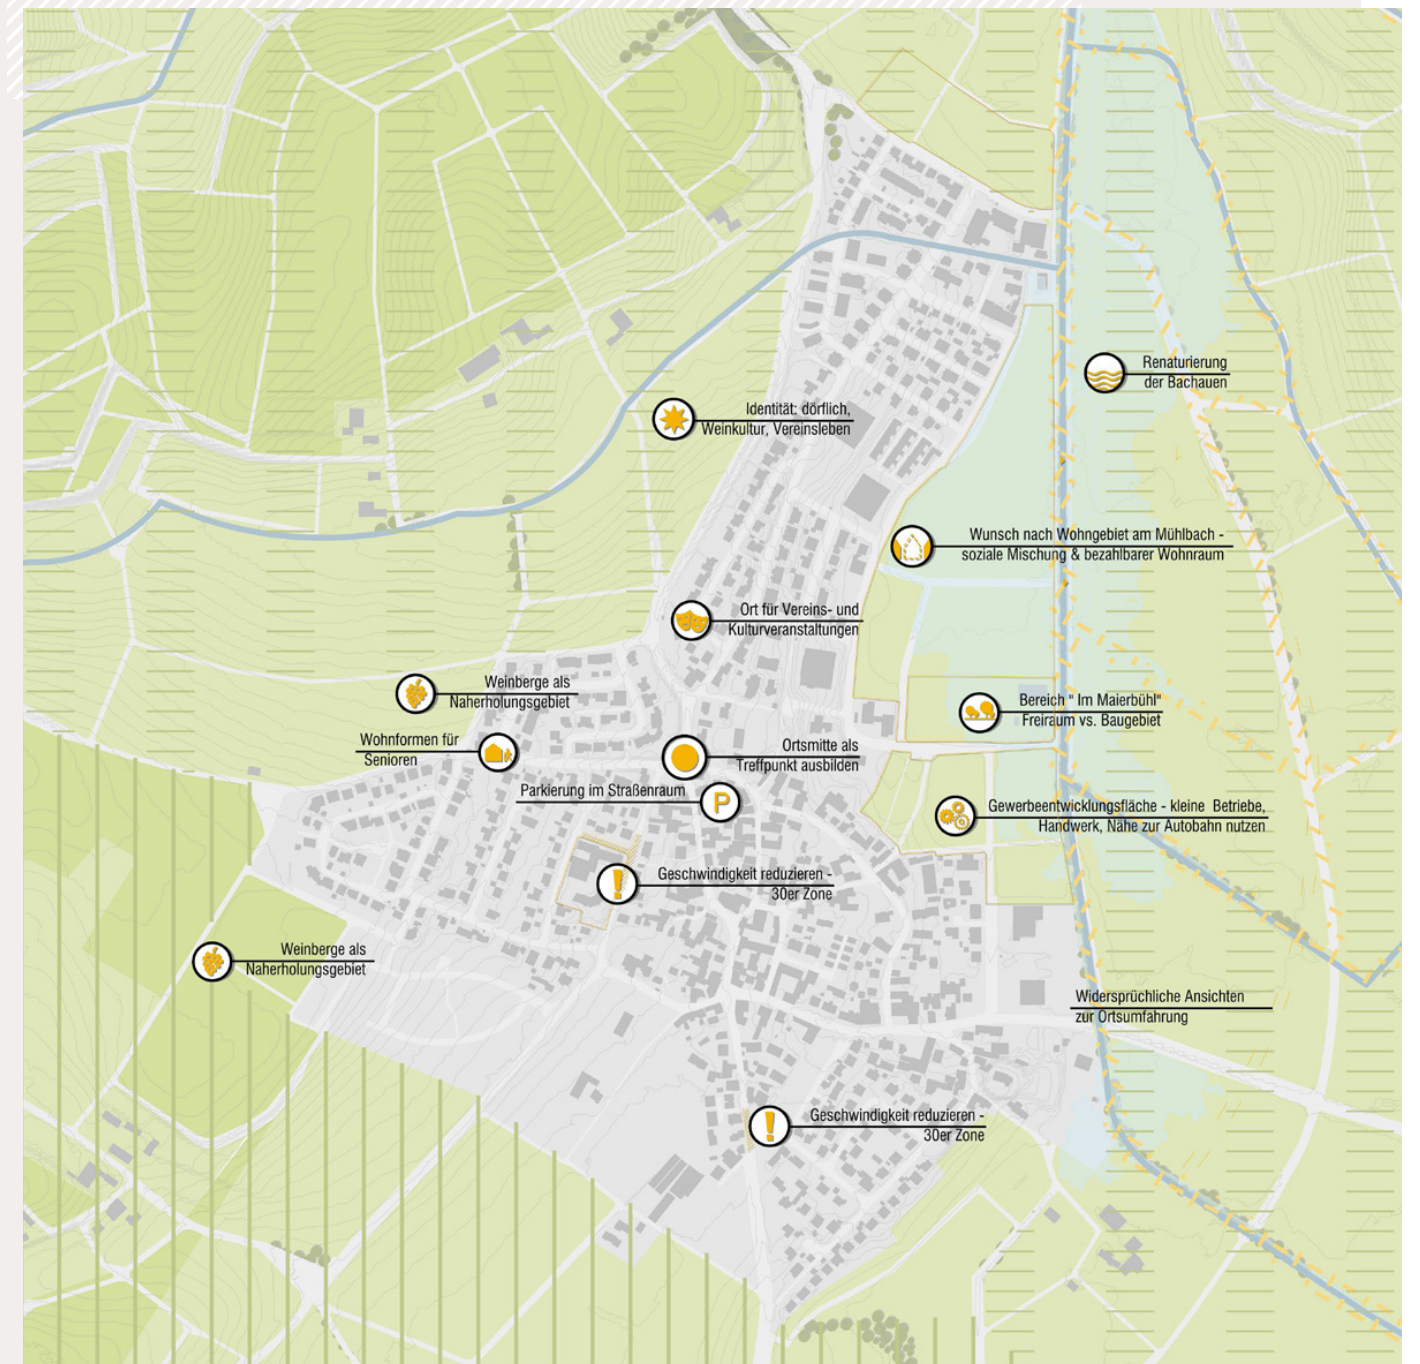 Renaturierung
der Bachauen
Identität: dörflich,
Weinkultur, Vereinsleben
Wunsch nach Wohngebiet am Mühlbach -
soziale Mischung & bezahlbarer Wohnraum
Ort für Vereins- und
Kulturveranstaltungen
Weinberge als
Naherholungsgebiet
Bereich " Im Maierbühl"
Freiraum vs. Baugebiet
Wohnformen für
Senioren
Ortsmitte als
Treffpunkt ausbilden
Parkierung im Straßenraum
P
Gewerbeentwicklungsfläche - kleine Betriebe,
Handwerk, Nähe zur Autobahn nutzen
!
Geschwindigkeit reduzieren -
30er Zone
Weinberge als
Naherholungsgebiet
Widersprüchliche Ansichten
zur Ortsumfahrung
!
Geschwindigkeit reduzieren -
30er Zone